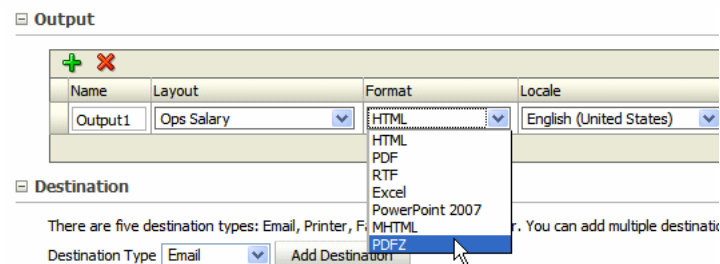 Output
Name Layout Format Locale
Output1 Ops Salary HTML English (United States)
HTML
PDF
RTF
Excel
PowerPoint 2007
MHTML
PDFZ
Destination
There are five destination types: Email, Printer, r. You can add multiple
Destination Type Email Add Destination